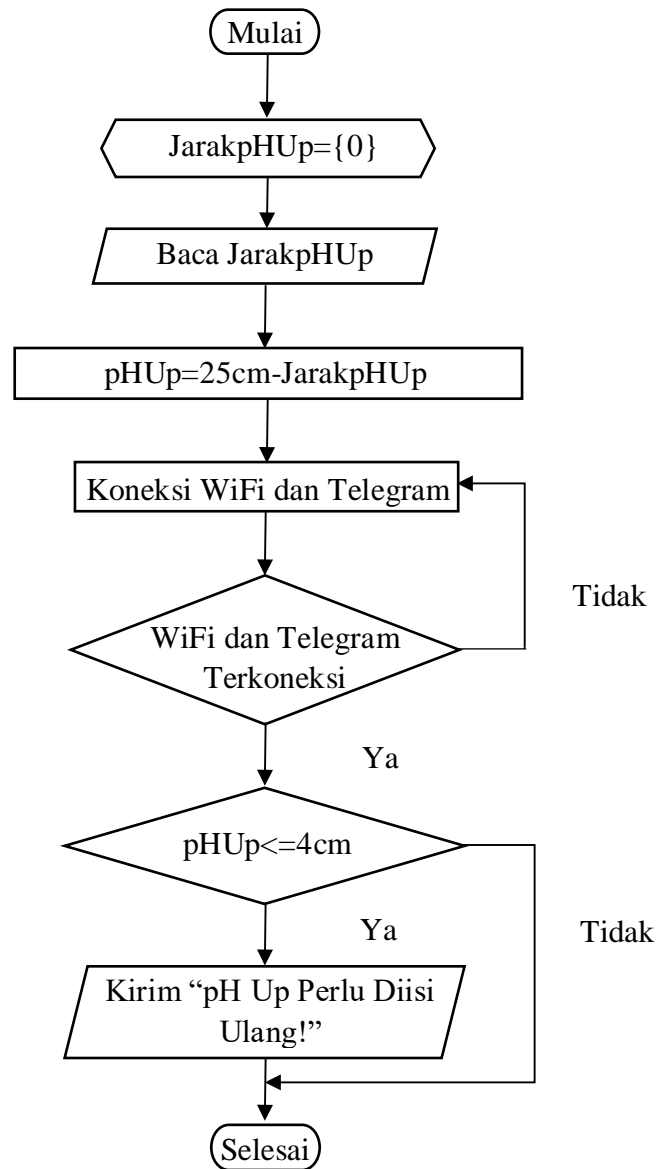 Mulai
JarakpHUp={0}
Baca JarakpHUp
pHUp=25cm-JarakpHUp
Koneksi WiFi dan Telegram
Tidak
WiFi dan Telegram
Terkoneksi
Ya
pHUp<=4cm
Ya
Tidak
Kirim “pH Up Perlu Diisi
Ulang!”
Selesai